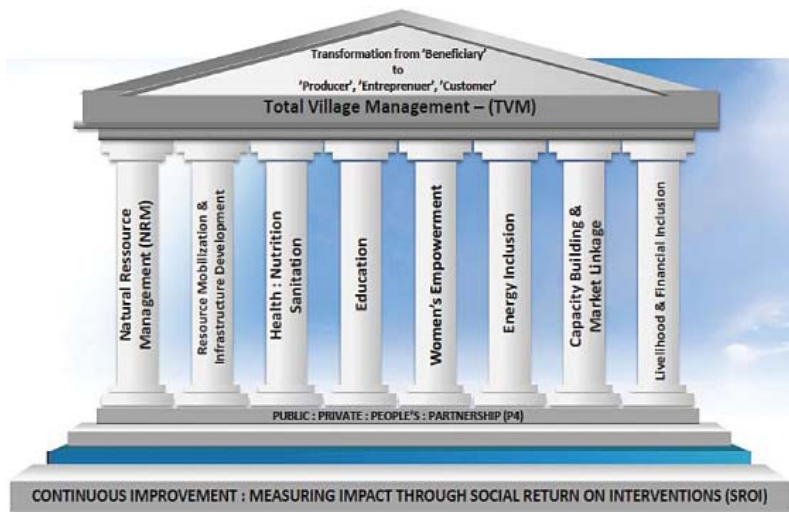 Transformation from 'Beneficiary'
to
'Producer', 'Entreprenuer', 'Customer'
Total Village Management – (TVM)
Natural Ressource
Management (NRM)
Resource Mobilization &
Infrastructure Development
Health : Nutrition
Sanitation
Education
Women's Empowerment
Energy Inclusion
Capacity Building &
Market Linkage
Livelihood & Financial Inclusion
PUBLIC : PRIVATE : PEOPLE'S : PARTNERSHIP (P4)
CONTINUOUS IMPROVEMENT : MEASURING IMPACT THROUGH SOCIAL RETURN ON INTERVENTIONS (SROI)